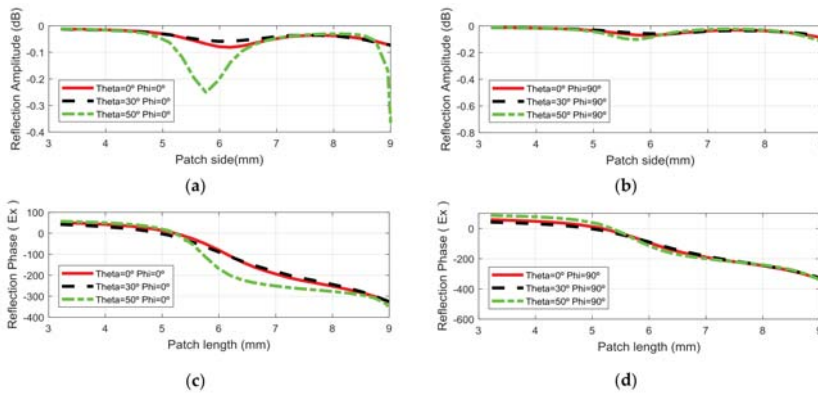 Reflection Amplitude (dB)
0
-0.1
-0.2
-0.3
-0.4
Theta=0º Phi=0º
Theta=30º Phi=0º
Theta=50º Phi=0º
3 4 5 6 7 8 9
Patch side(mm)
(a)
Reflection Amplitude (dB)
0
-0.2
-0.4
-0.6
-0.8
Theta=0º Phi=90º
Theta=30º Phi=90º
Theta=50º Phi=90º
3 4 5 6 7 8 9
Patch side(mm)
(b)
Reflection Phase ( Ex )
100
0
-100
-200
-300
-400
Theta=0º Phi=0º
Theta=30º Phi=0º
Theta=50º Phi=0º
3 4 5 6 7 8 9
Patch length (mm)
(c)
Reflection Phase ( Ex )
0
-200
-400
-600
Theta=0º Phi=90º
Theta=30º Phi=90º
Theta=50º Phi=90º
3 4 5 6 7 8 9
Patch length (mm)
(d)